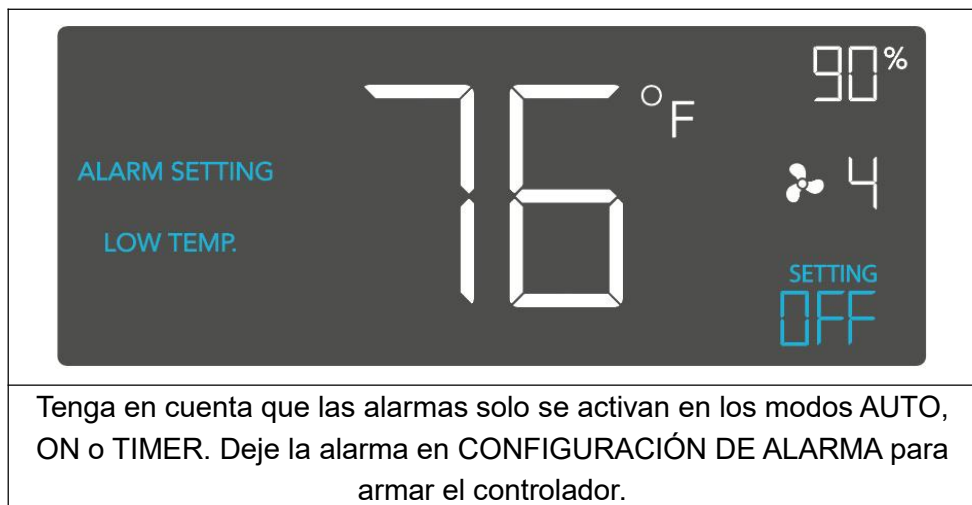 76°F
90%
4
ALARM SETTING
LOW TEMP.
SETTING
OFF
Tenga en cuenta que las alarmas solo se activan en los modos AUTO,
ON o TIMER. Deje la alarma en CONFIGURACIÓN DE ALARMA para
armar el controlador.